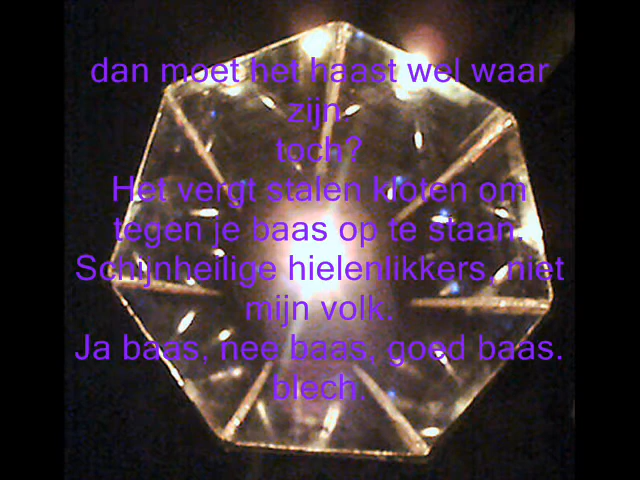 dan moet het haast wel waar
zijn.
toch?
Het vergt stalen kloten om
tegen je baas op te staan.
Schijnheilige hielenlikkers, niet
mijn volk.
Ja baas, nee baas, goed baas.
blech.